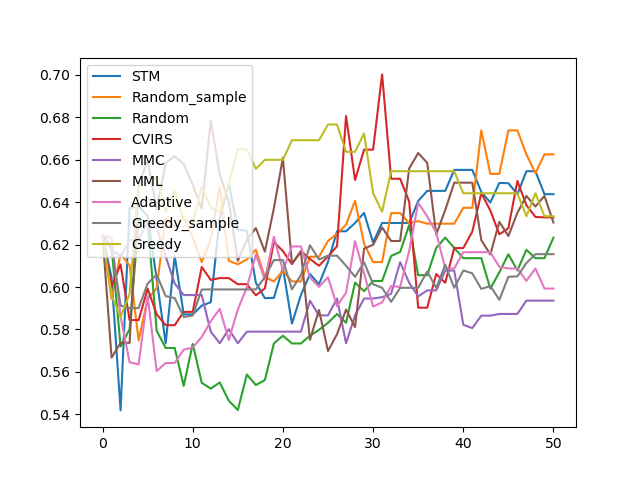 0.70
0.68
0.66
0.64
0.62
0.60
0.58
0.56
0.54
STM
Random_sample
Random
CVIRS
MMC
MML
Adaptive
Greedy_sample
Greedy
0 10 20 30 40 50